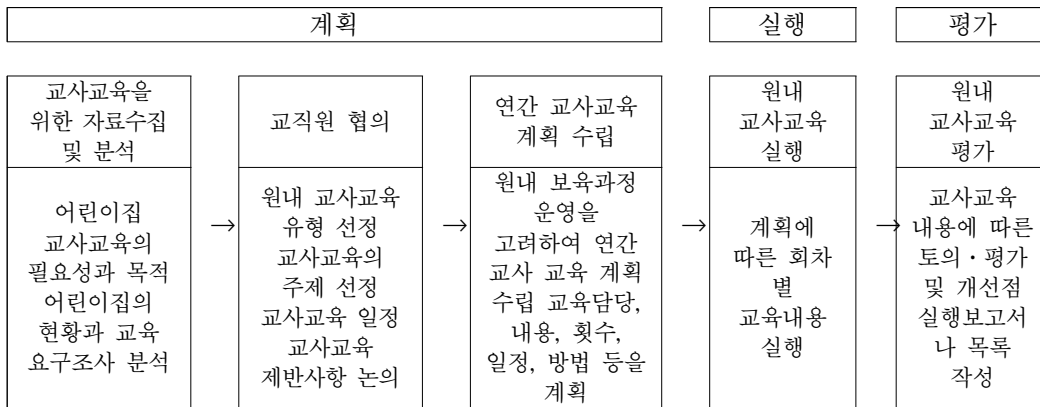 계획
실행
평가
교사교육을
위한 자료수집
및 분석
교직원 협의
연간 교사교육
계획 수립
원내
교사교육
실행
원내
교사교육
평가
어린이집
교사교육의
필요성과 목적
어린이집의
현황과 교육
요구조사 분석
→
원내 교사교육
유형 선정
교사교육의
주제 선정
교사교육 일정
교사교육
제반사항 논의
→
원내 보육과정
운영을
고려하여 연간
교사 교육 계획
수립 교육담당,
내용, 횟수,
일정, 방법 등을
계획
→
계획에
따른 회차
별
교육내용
실행
→
교사교육
내용에 따른
토의・평가
및 개선점
실행보고서
나 목록
작성